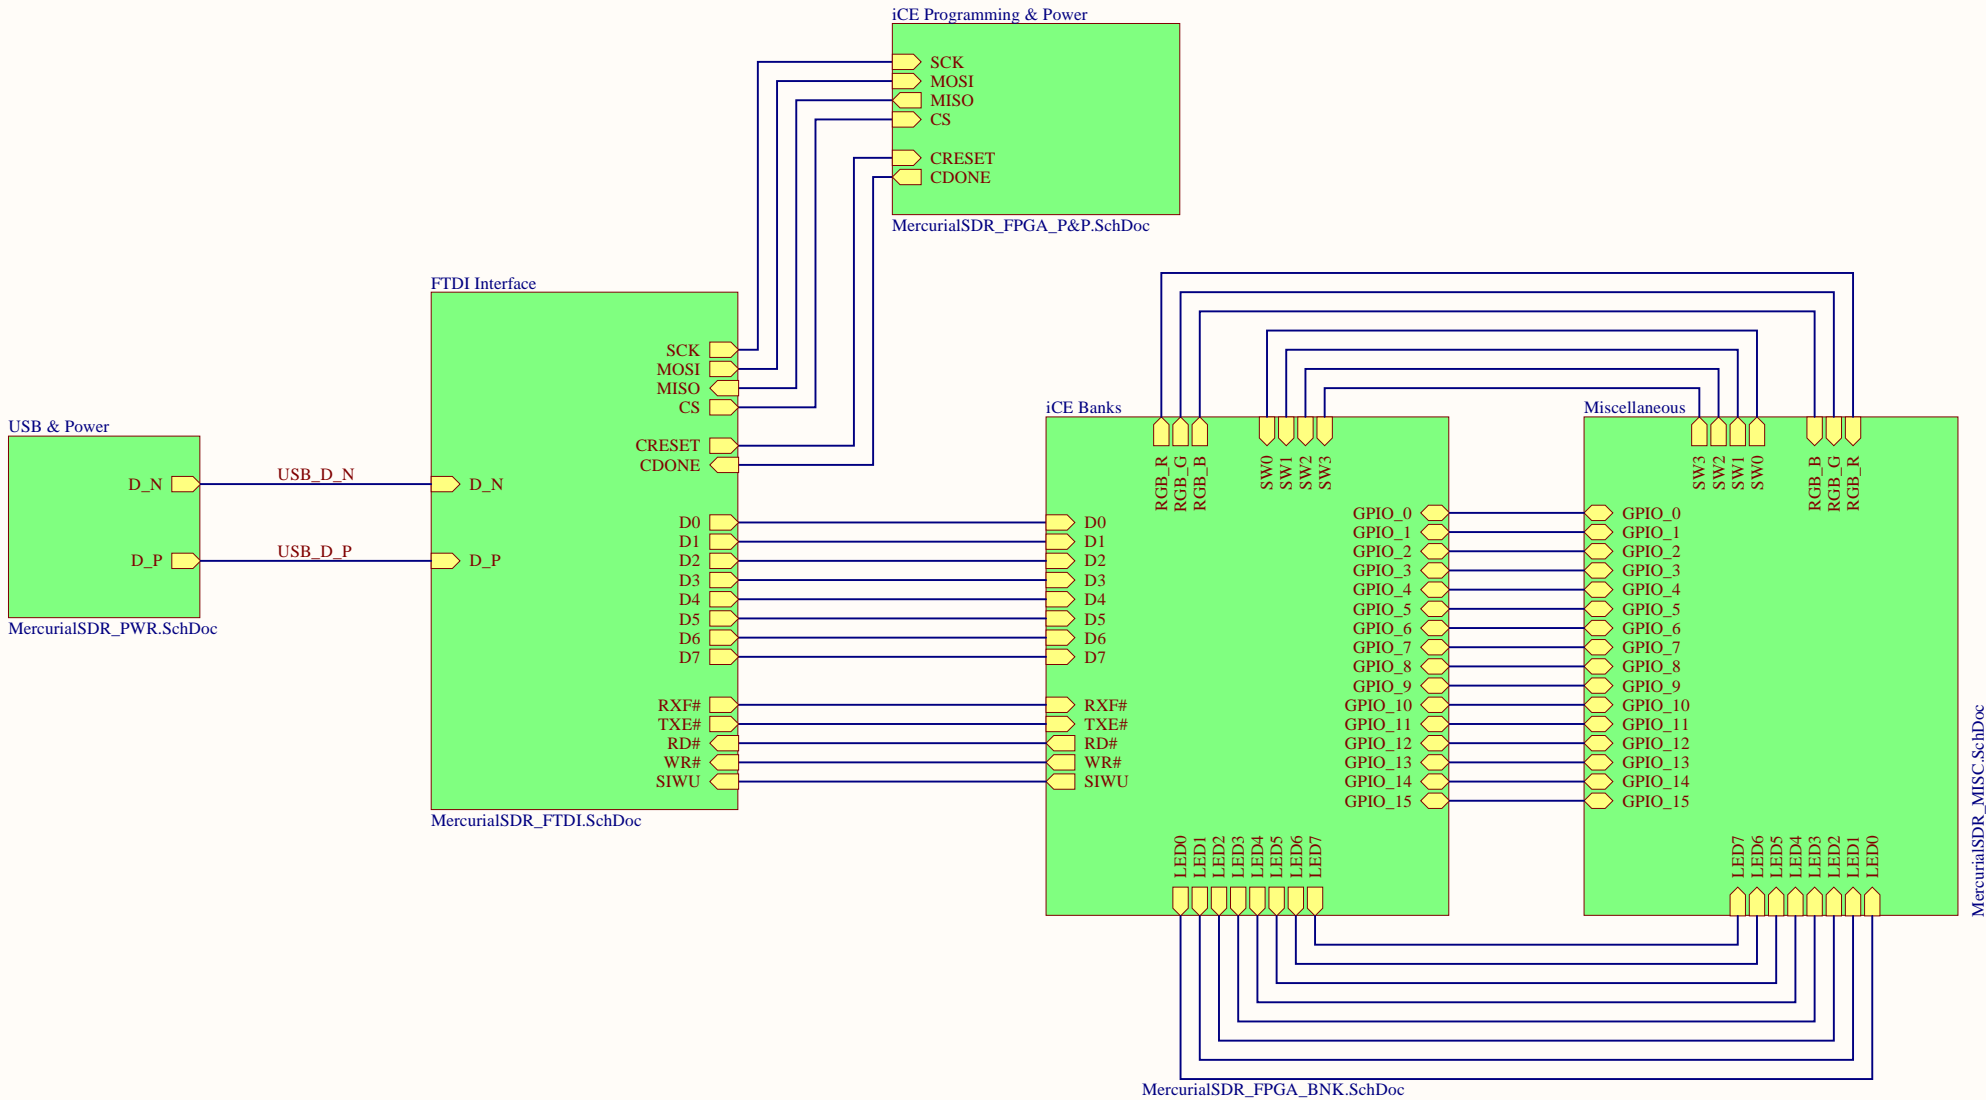 iCE Programming & Power
SCK
MOSI
MISO
CS
CRESET
CDONE
MercurialSDR_FPGA_P&P.SchDoc
FTDI Interface
SCK
MOSI
MISO
CS
CRESET
CDONE
D_N
D_P
D0
D1
D2
D3
D4
D5
D6
D7
RXF#
TXE#
RD#
WR#
SIWU
MercurialSDR_FTDI.SchDoc
USB & Power
D_N
D_P
MercurialSDR_PWR.SchDoc
USB_D_N
USB_D_P
iCE Banks
RGB_R
RGB_G
RGB_B
SW0
SW1
SW2
SW3
D0
D1
D2
D3
D4
D5
D6
D7
RXF#
TXE#
RD#
WR#
SIWU
GPIO_0
GPIO_1
GPIO_2
GPIO_3
GPIO_4
GPIO_5
GPIO_6
GPIO_7
GPIO_8
GPIO_9
GPIO_10
GPIO_11
GPIO_12
GPIO_13
GPIO_14
GPIO_15
LED0
LED1
LED2
LED3
LED4
LED5
LED6
LED7
MercurialSDR_FPGA_BNK.SchDoc
Miscellaneous
SW3
SW2
SW1
SW0
RGB_B
RGB_G
RGB_R
GPIO_0
GPIO_1
GPIO_2
GPIO_3
GPIO_4
GPIO_5
GPIO_6
GPIO_7
GPIO_8
GPIO_9
GPIO_10
GPIO_11
GPIO_12
GPIO_13
GPIO_14
GPIO_15
LED7
LED6
LED5
LED4
LED3
LED2
LED1
LED0
MercurialSDR_MISC.SchDoc